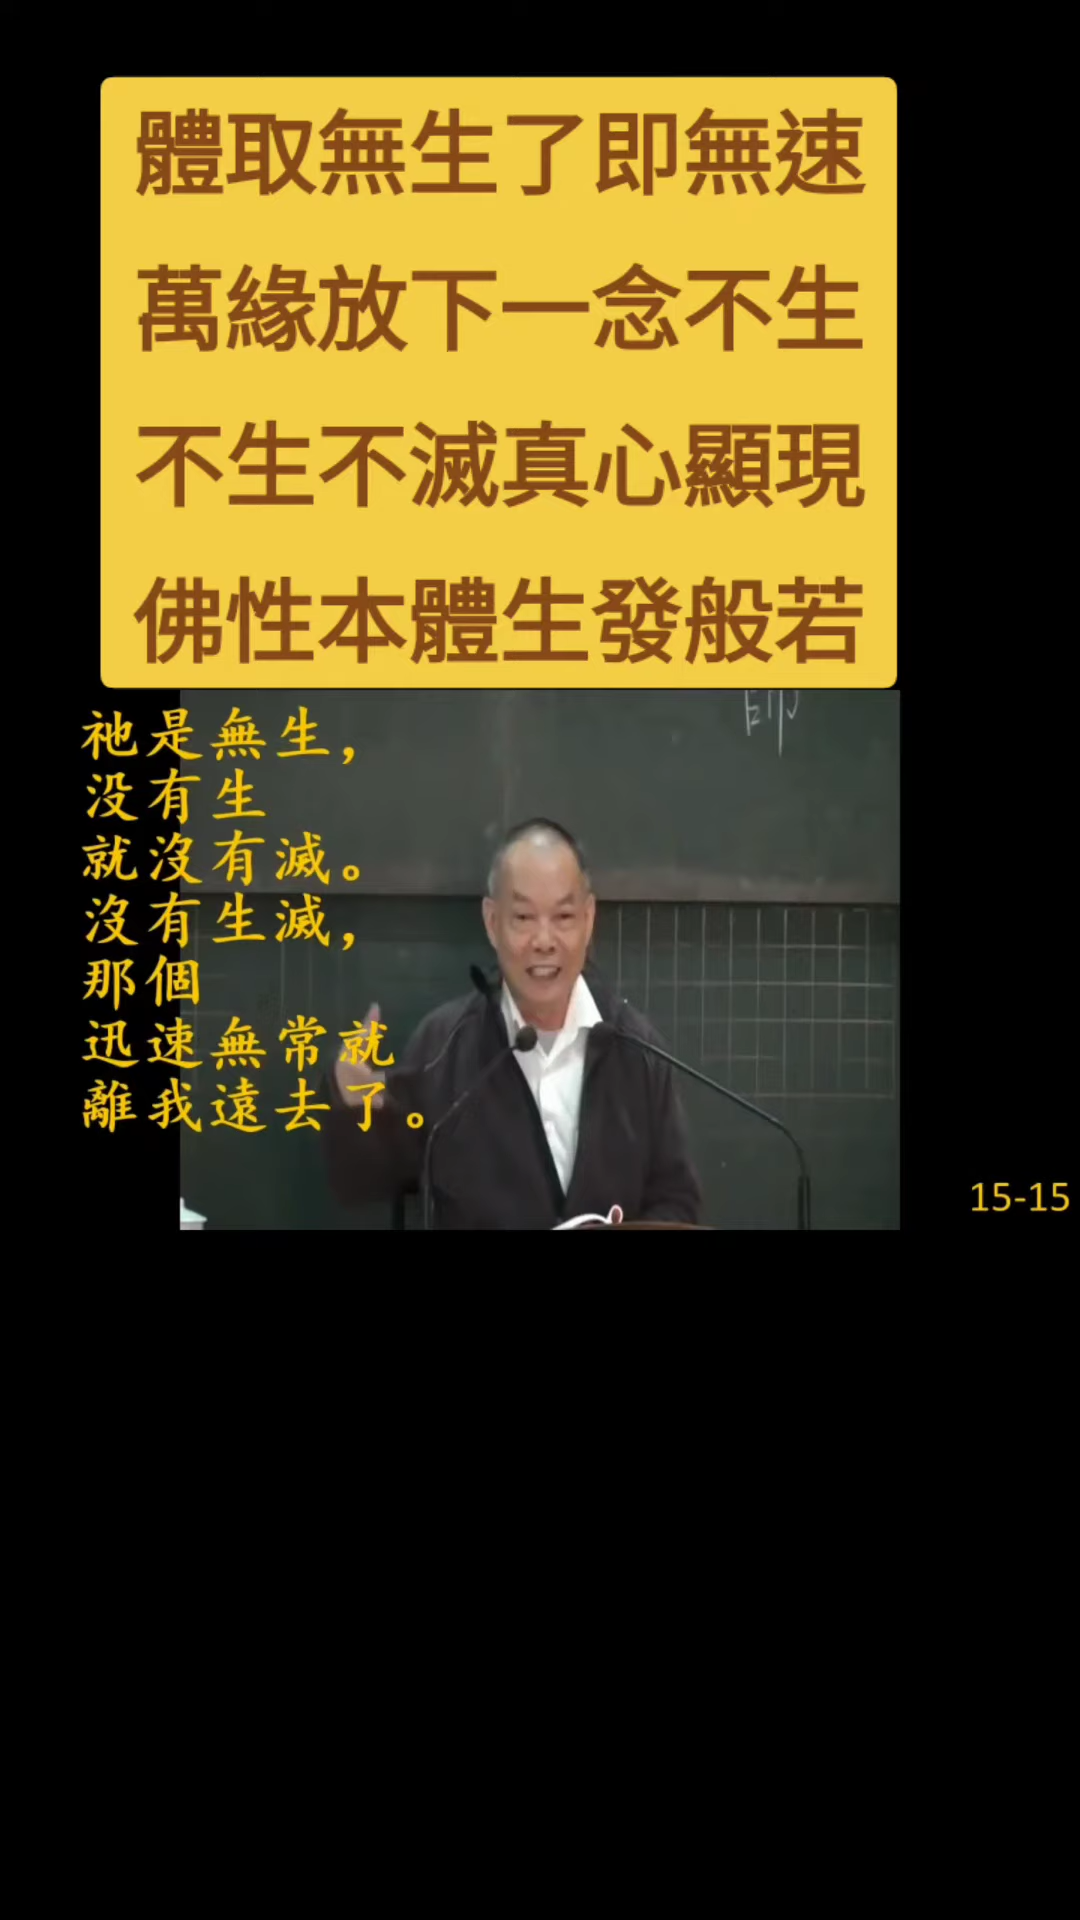 體取無生了即無速
萬緣放下一念不生
不生不滅真心顯現
佛性本體生發般若
祂是無生，
没有生
就沒有滅。
沒有生滅，
那個
迅速無常就
離我遠去了。
15-15